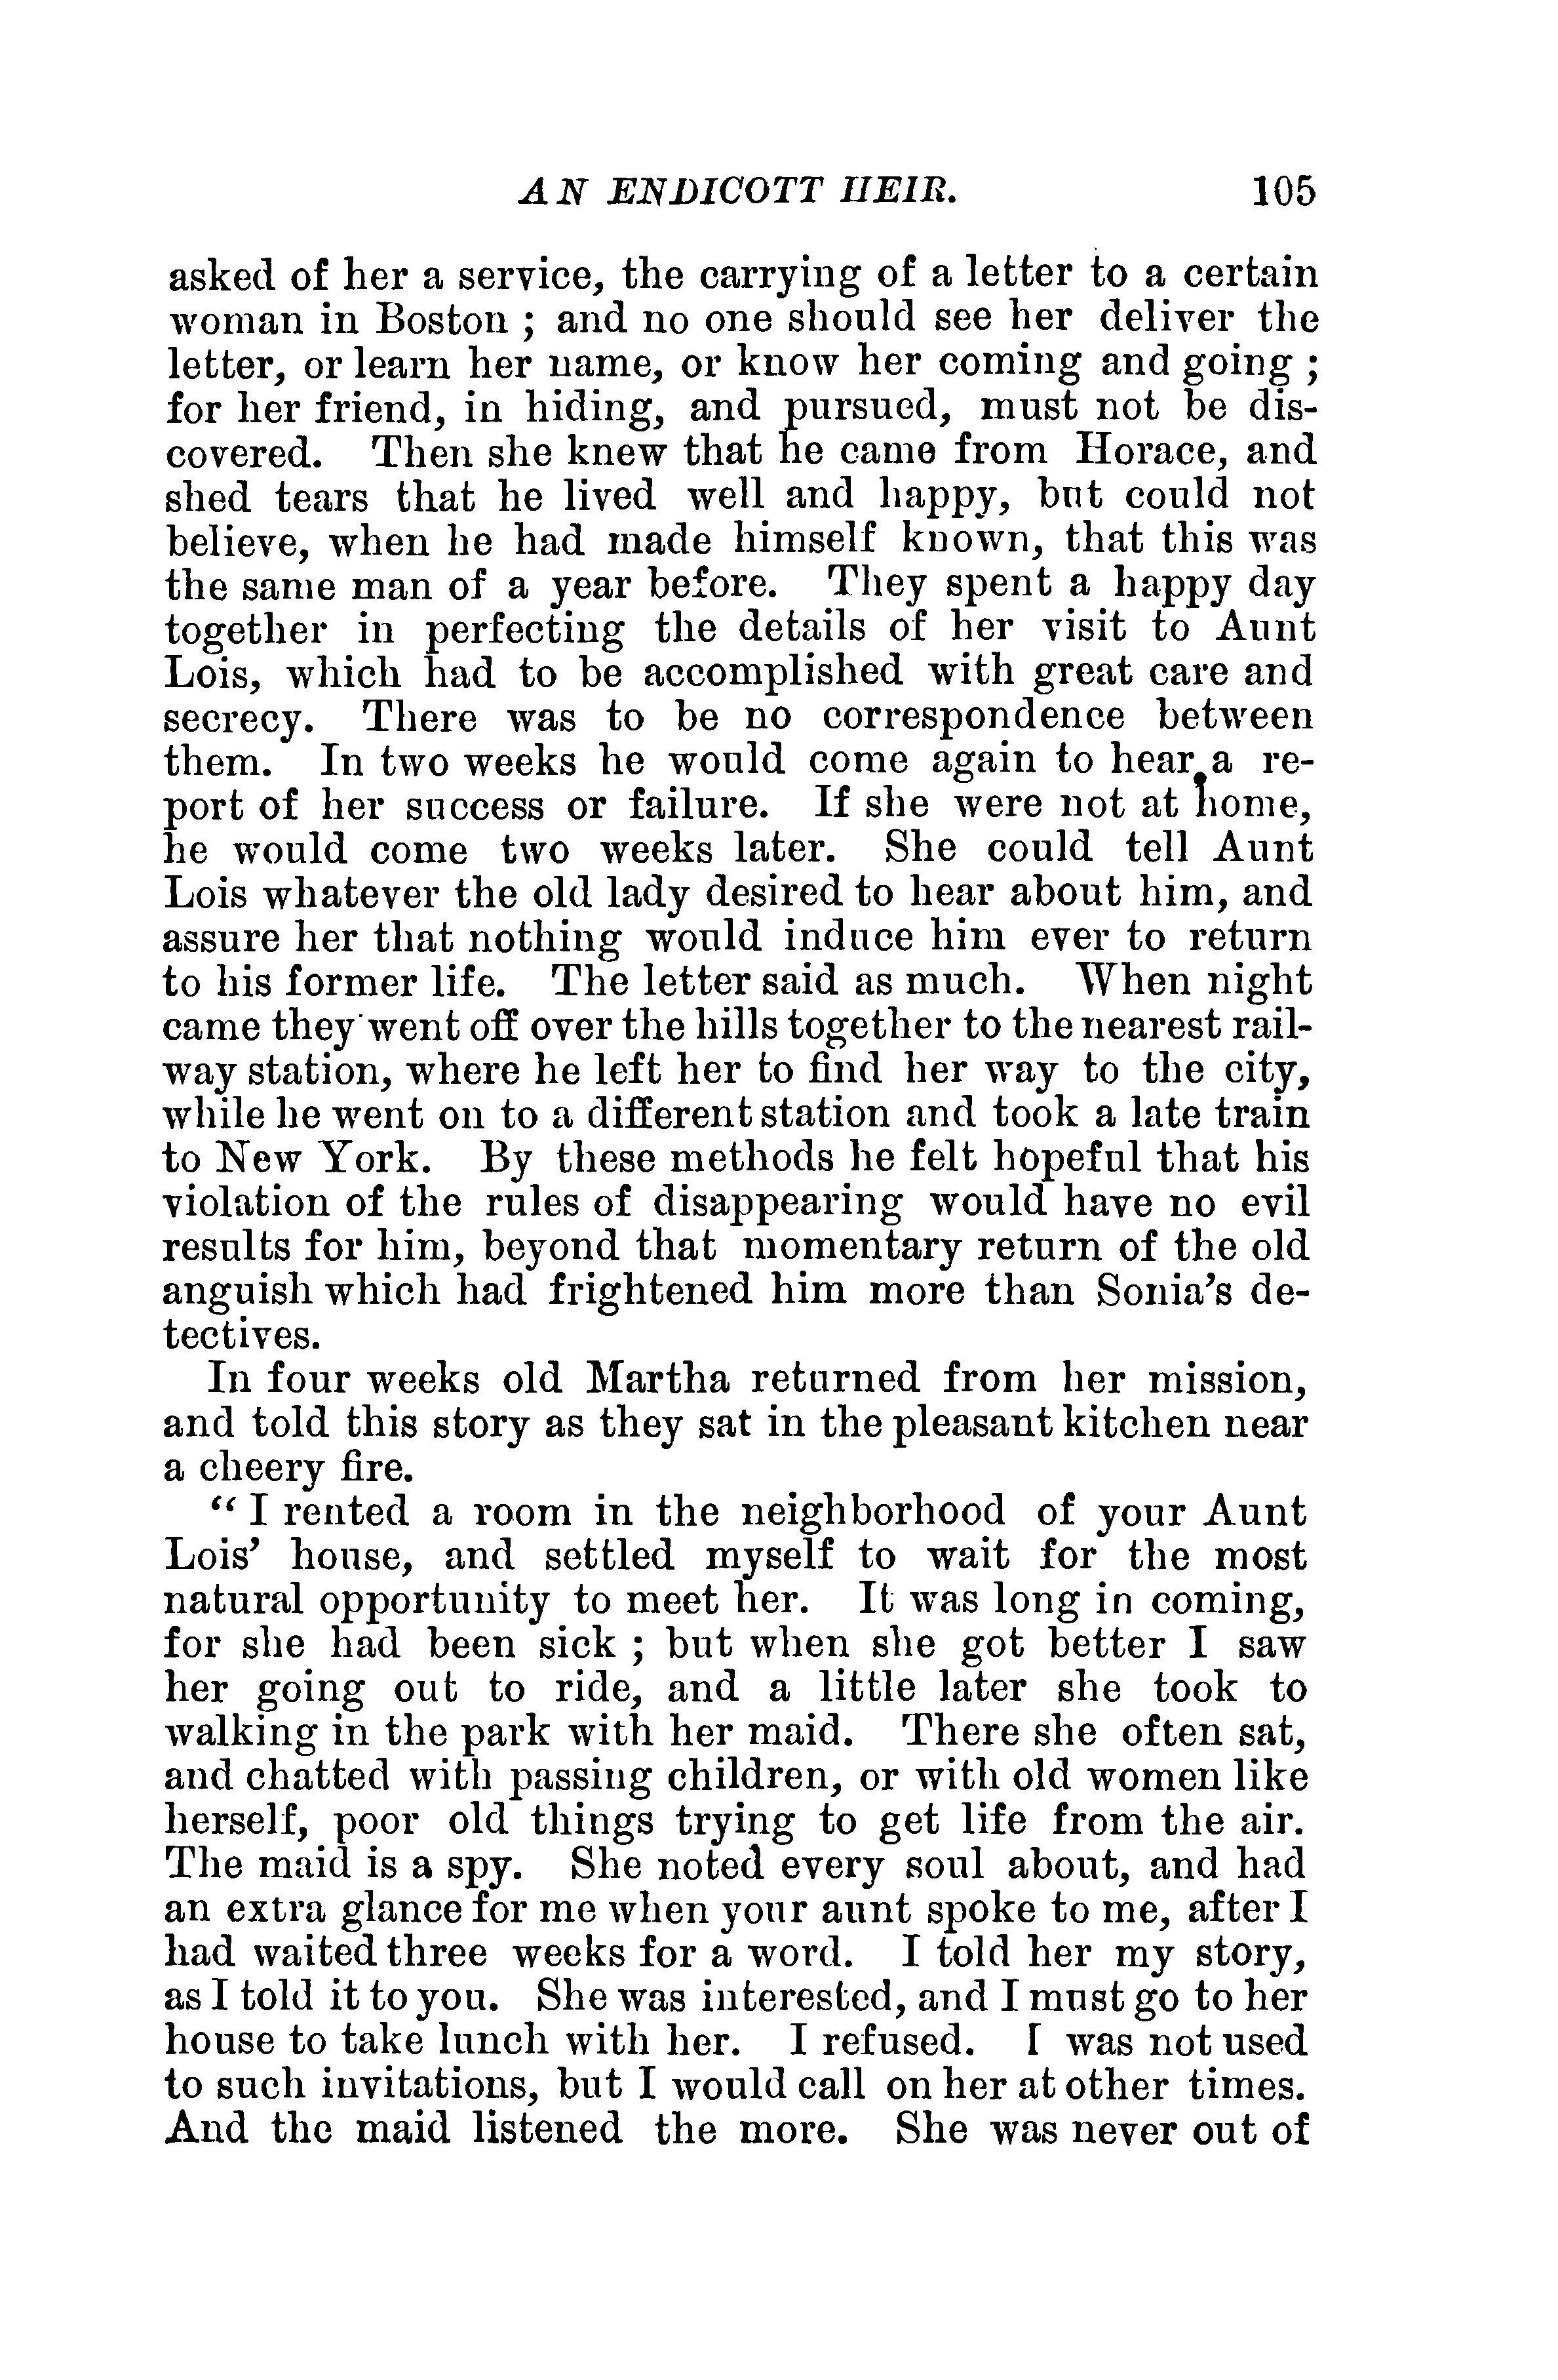 AN ENDICOTT HEIR. 105
asked of her a service, the carrying of a letter to a certain
woman in Boston ; and no one should see her deliver the
letter, or learn her name, or know her coming and going ;
for her friend, in hiding, and pursued, must not be dis-
covered. Then she knew that he came from Horace, and
shed tears that he lived well and happy, but could not
believe, when he had made himself known, that this was
the same man of a year before. They spent a happy day
together in perfecting the details of her visit to Aunt
Lois, which had to be accomplished with great care and
secrecy. There was to be no correspondence between
them. In two weeks he would come again to hear a re-
port of her success or failure. If she were not at home,
he would come two weeks later. She could tell Aunt
Lois whatever the old lady desired to hear about him, and
assure her that nothing would induce him ever to return
to his former life. The letter said as much. When night
came they went off over the hills together to the nearest rail-
way station, where he left her to find her way to the city,
while he went on to a different station and took a late train
to New York. By these methods he felt hopeful that his
violation of the rules of disappearing would have no evil
results for him, beyond that momentary return of the old
anguish which had frightened him more than Sonia's de-
tectives.
In four weeks old Martha returned from her mission,
and told this story as they sat in the pleasant kitchen near
a cheery fire.
“ I rented a room in the neighborhood of your Aunt
Lois' house, and settled myself to wait for the most
natural opportunity to meet her. It was long in coming,
for she had been sick ; but when she got better I saw
her going out to ride, and a little later she took to
walking in the park with her maid. There she often sat,
and chatted with passing children, or with old women like
herself, poor old things trying to get life from the air.
The maid is a spy. She noted every soul about, and had
an extra glance for me when your aunt spoke to me, after I
had waited three weeks for a word. I told her my story,
as I told it to you. She was interested, and I must go to her
house to take lunch with her. I refused. I was not used
to such invitations, but I would call on her at other times.
And the maid listened the more. She was never out of